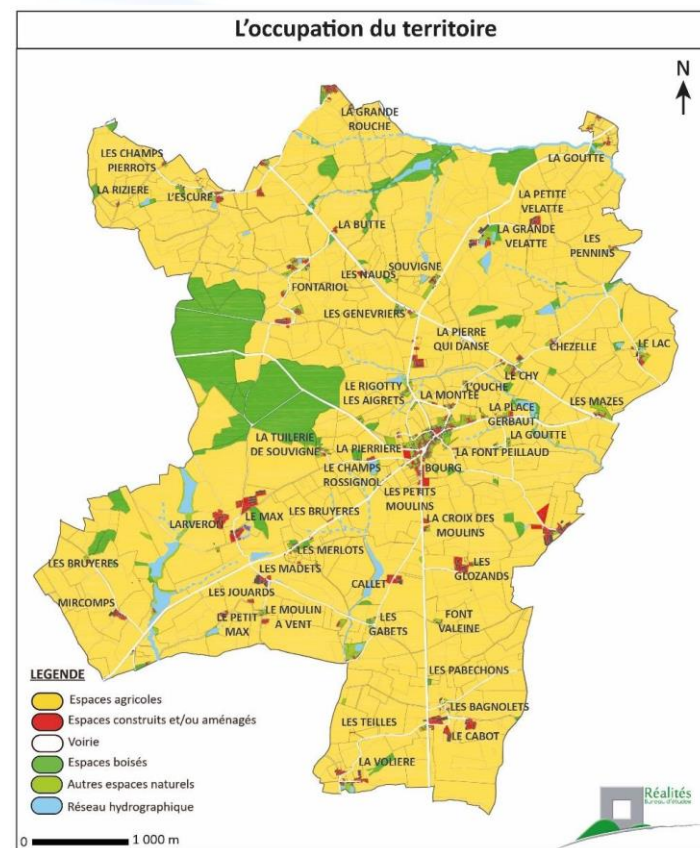 L'occupation du territoire
N
LA GRANDE
ROUCHE
LES CHAMPS
PIERROTS
LA GOUTTE
LA RIZIERE
L'ESCURE
LA PETITE
VELATTE
LA BUTTE
LA GRANDE
VELATTE
LES
PENNINS
SOUVIGNE
LES NAUDS
FONTARIOL
LES GENEVRIERS
LA PIERRE
QUI DANSE
CHEZELLE
LE LAC
LE CHY
LE RIGOTTY
L'OUCHE
LES AIGRETS
LA MONTEE
LA PLACE
GERBAUT
LES MAZES
LA TUILERIE
DE SOUVIGNE
LA PIERRIERE
LA GOUTTE
LA FONT PEILLAUD
LE CHAMPS
ROSSIGNOL
BOURG
LES PETITS
MOULINS
LARVERON
LE MAX
LES BRUYERES
LA CROIX DES
MOULINS
LES MERLOTS
LES BRUYERES
LES MADETS
CALLET
LES
GLOZANDS
LES JOUARDS
MIRCOMPS
LE PETIT
MAX
LE MOULIN
A VENT
LES
GABETS
FONT
VALEINE
LES PABECHONS
LES BAGNOLETS
LES TEILLES
LE CABOT
LA VOLIERE
LEGENDE
Espaces agricoles
Espaces construits et/ou aménagés
Voirie
Espaces boisés
Autres espaces naturels
Réseau hydrographique
0 1 000 m
Réalités
Bureau d'études